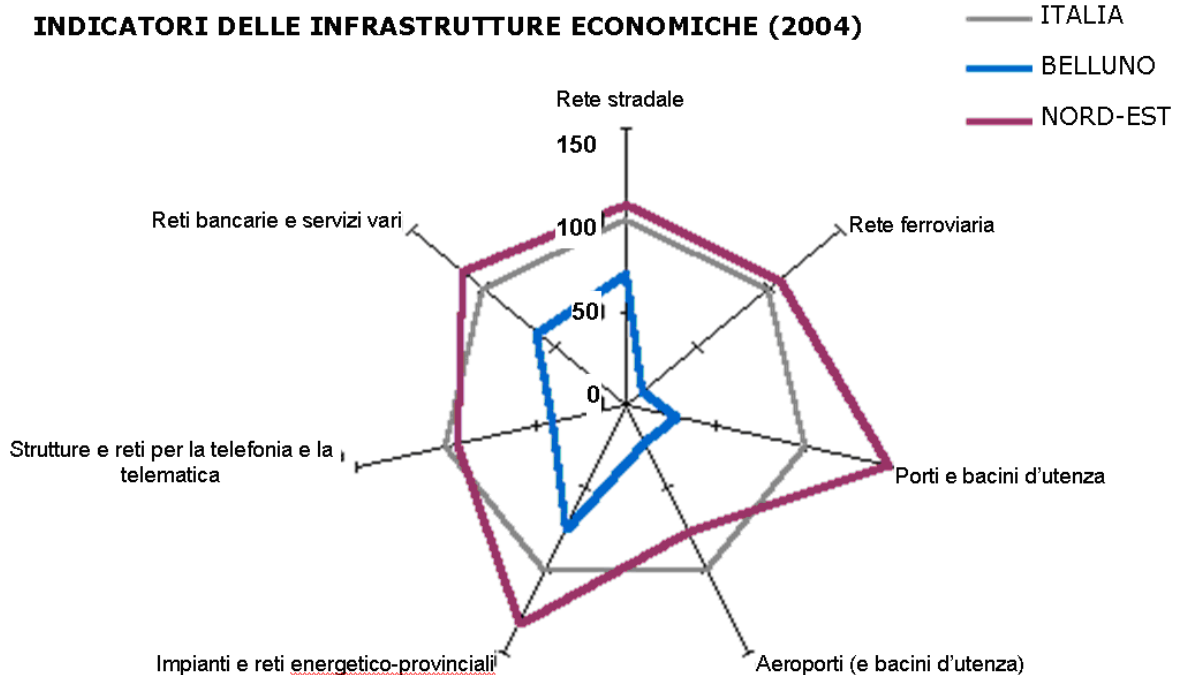 INDICATORI DELLE INFRASTRUTTURE ECONOMICHE (2004)
ITALIA
BELLUNO
NORD-EST
Rete stradale
150
100
50
0
Reti bancarie e servizi vari
Rete ferroviaria
Strutture e reti per la telefonia e la
telematica
Porti e bacini d'utenza
Impianti e reti energetico-provinciali
Aeroporti (e bacini d'utenza)